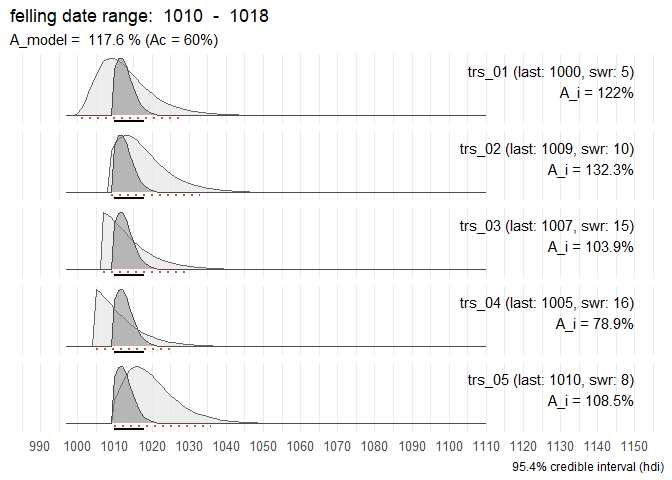 felling date range:  1010  -  1018
A_model =  117.6 % (Ac = 60%)
trs_01 (last: 1000, swr: 5)
A_i = 122%
trs_02 (last: 1009, swr: 10)
A_i = 132.3%
trs_03 (last: 1007, swr: 15)
A_i = 103.9%
trs_04 (last: 1005, swr: 16)
A_i = 78.9%
trs_05 (last: 1010, swr: 8)
A_i = 108.5%
990 1000 1010 1020 1030 1040 1050 1060 1070 1080 1090 1100 1110 1120 1130 1140 1150
95.4% credible interval (hdi)